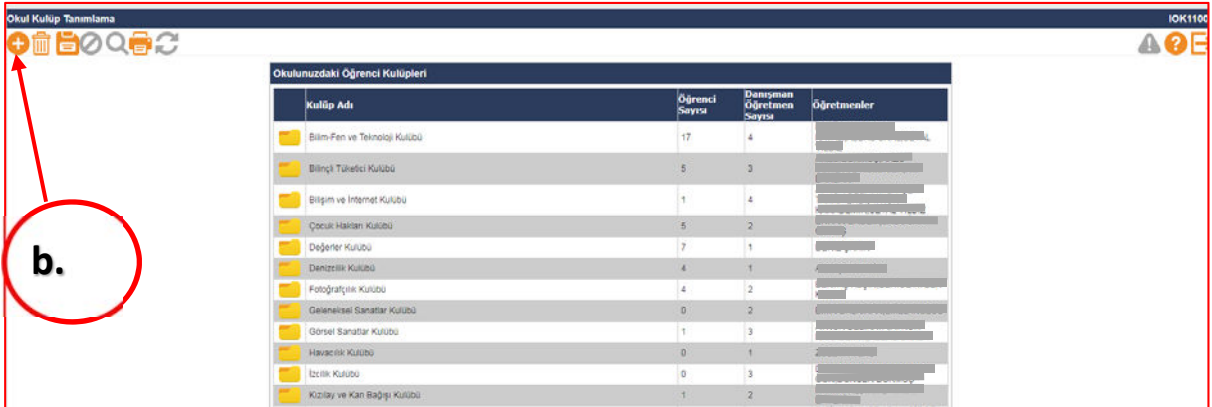 Okul Kulüp Tanımlama IOK1100
Okulunuzdaki Öğrenci Kulüpleri
Kulüp Adı Öğrenci Sayısı Danışman Öğretmen Sayısı Öğretmenler
Bilim-Fen ve Teknoloji Kulübü 17 4
Bilinçli Tüketici Kulübü 5 3
Bilişim ve İnternet Kulübü 1 4
Çocuk Hakları Kulübü 5 2
Değerler Kulübü 7 1
Denizcilik Kulübü 4 1
Fotoğrafçılık Kulübü 4 2
Geleneksel Sanatlar Kulübü 0 2
Görsel Sanatlar Kulübü 1 3
Havacılık Kulübü 0 1
İzcilik Kulübü 0 3
Kızılay ve Kan Bağışı Kulübü 1 2
b.